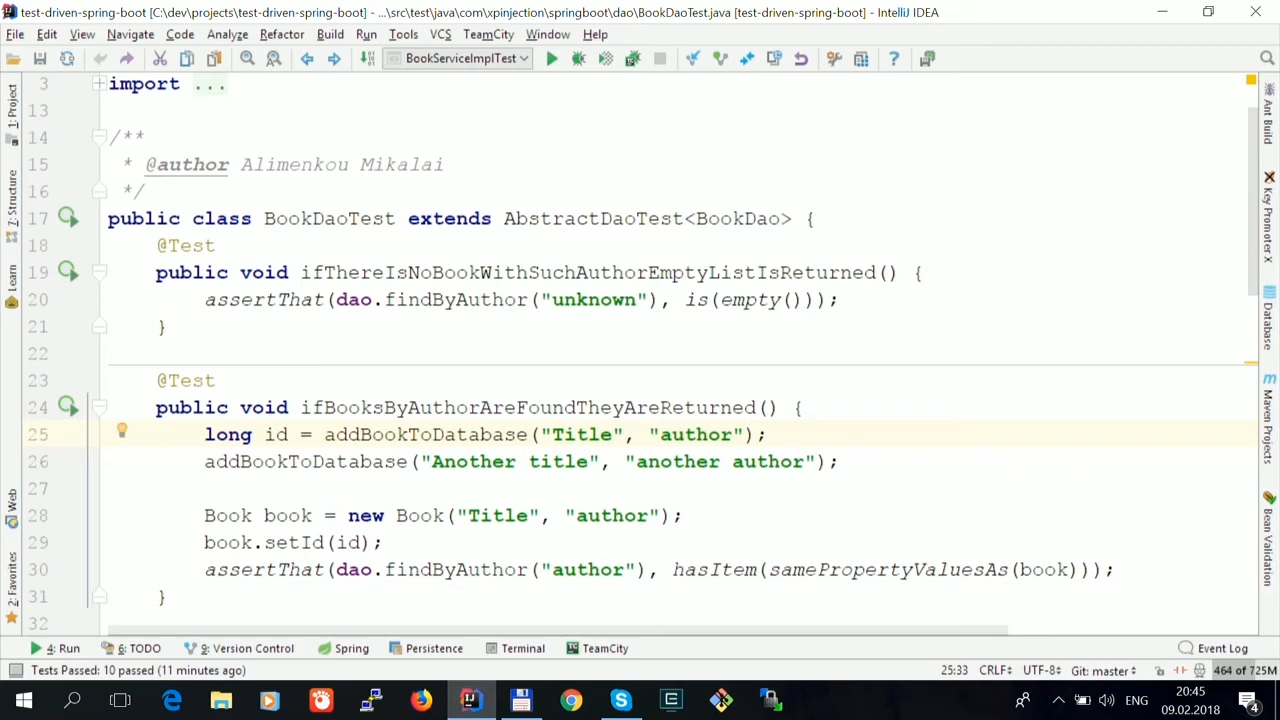 test-driven-spring-boot [C:\dev\projects\test-driven-spring-boot] - ...\src\test\java\com\xpinjection\springboot\dao\BookDaoTest.java [test-driven-spring-boot] - IntelliJ IDEA
File Edit View Navigate Code Analyze Refactor Build Run Tools VCS TeamCity Window Help
BookServiceImplTest
1: Project
7: Structure
Learn
Web
2: Favorites
3 import ...
13
14 /**
15 * @author Alimenkou Mikalai
16 */
17 public class BookDaoTest extends AbstractDaoTest<BookDao> {
18 @Test
19 public void ifThereIsNoBookWithSuchAuthorEmptyListIsReturned() {
20 assertThat(dao.findByAuthor("unknown"), is(empty()));
21 }
22
23 @Test
24 public void ifBooksByAuthorAreFoundTheyAreReturned() {
25 long id = addBookToDatabase("Title", "author");
26 addBookToDatabase("Another title", "another author");
27
28 Book book = new Book("Title", "author");
29 book.setId(id);
30 assertThat(dao.findByAuthor("author"), hasItem(samePropertyValuesAs(book)));
31 }
32
Ant Build
Key Promoter X
Database
Maven Projects
Bean Validation
4: Run 6: TODO 9: Version Control Spring Persistence Terminal TeamCity Event Log
Tests Passed: 10 passed (11 minutes ago) 25:33 CRLF UTF-8 Git: master 464 of 725M
ENG 20:45
09.02.2018 4